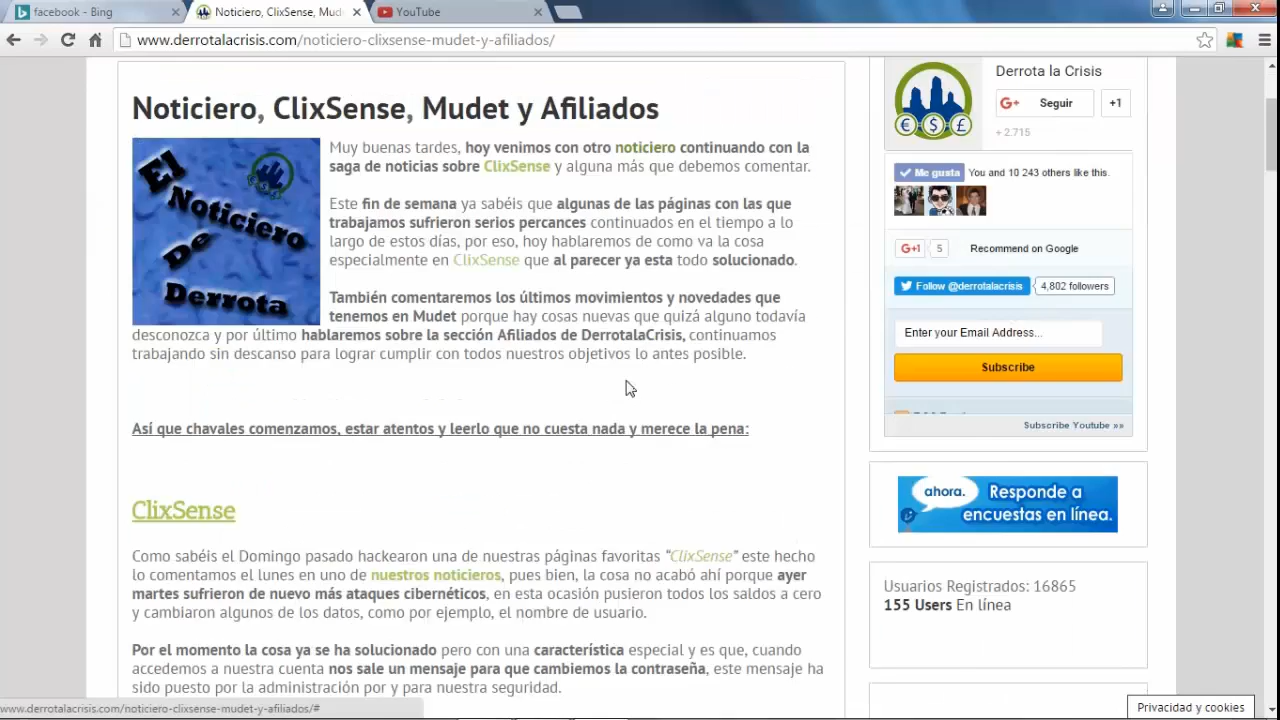 facebook - Bing
Noticiero, ClixSense, Mud
YouTube
www.derrotalacrisis.com/noticiero-clixsense-mudet-y-afiliados/
Noticiero, ClixSense, Mudet y Afiliados
El
Noticiero
De
Derrota
Muy buenas tardes, hoy venimos con otro noticiero continuando con la
saga de noticias sobre ClixSense y alguna más que debemos comentar.
Este fin de semana ya sabéis que algunas de las páginas con las que
trabajamos sufrieron serios percances continuados en el tiempo a lo
largo de estos días, por eso, hoy hablaremos de como va la cosa
especialmente en ClixSense que al parecer ya esta todo solucionado.
También comentaremos los últimos movimientos y novedades que
tenemos en Mudet porque hay cosas nuevas que quizá alguno todavía
desconozca y por último hablaremos sobre la sección Afiliados de DerrotalaCrisis, continuamos
trabajando sin descanso para lograr cumplir con todos nuestros objetivos lo antes posible.
Así que chavales comenzamos, estar atentos y leerlo que no cuesta nada y merece la pena:
ClixSense
Como sabéis el Domingo pasado hackearon una de nuestras páginas favoritas “ClixSense” este hecho
lo comentamos el lunes en uno de nuestros noticieros, pues bien, la cosa no acabó ahí porque ayer
martes sufrieron de nuevo más ataques cibernéticos, en esta ocasión pusieron todos los saldos a cero
y cambiaron algunos de los datos, como por ejemplo, el nombre de usuario.
Por el momento la cosa ya se ha solucionado pero con una característica especial y es que, cuando
accedemos a nuestra cuenta nos sale un mensaje para que cambiemos la contraseña, este mensaje ha
sido puesto por la administración por y para nuestra seguridad.
www.derrotalacrisis.com/noticiero-clixsense-mudet-y-afiliados/#
€ $ £
Derrota la Crisis
G+ Seguir
+1
+ 2.715
Me gusta
You and 10 243 others like this.
G+1
5
Recommend on Google
Follow @derrotalacrisis
4,802 followers
Enter your Email Address...
Subscribe
Subscribe Youtube »»
ahora.
Responde a
encuestas en línea.
Usuarios Registrados: 16865
155 Users En línea
Privacidad y cookies